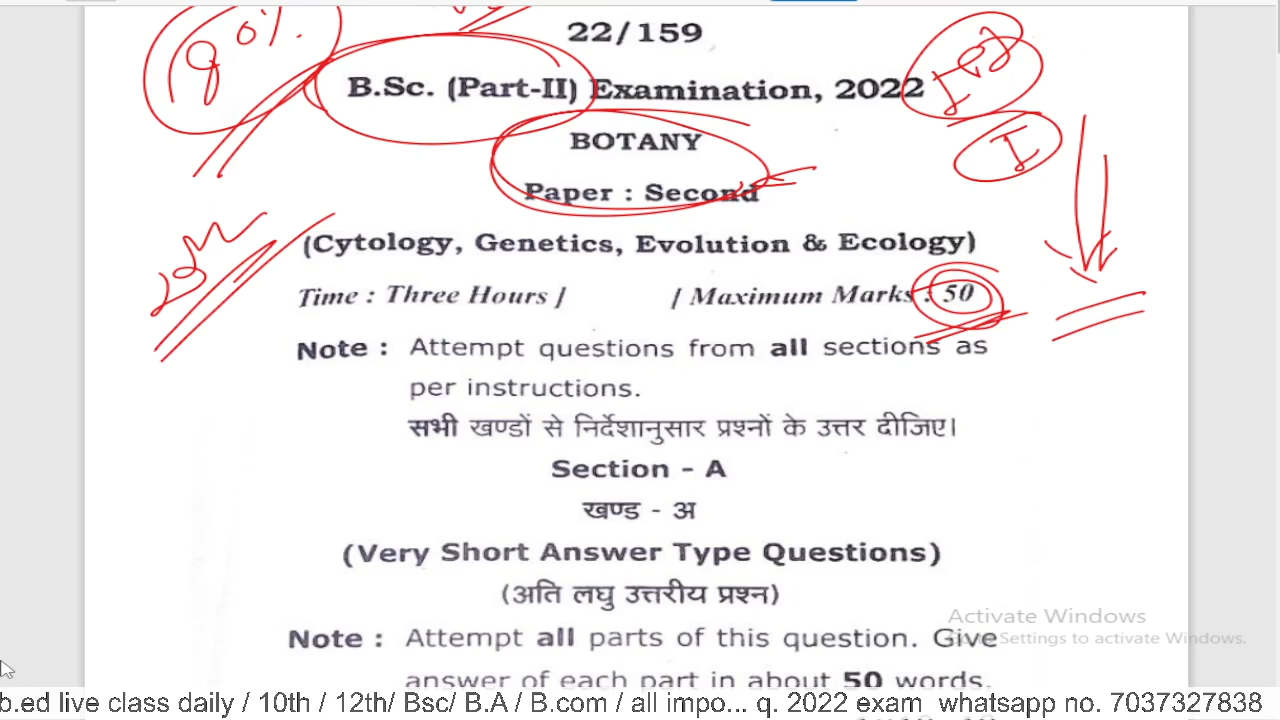 90%
22/159
B.Sc. (Part-II) Examination, 2022
I
BOTANY
Paper : Second
(Cytology, Genetics, Evolution & Ecology)
Time : Three Hours ] [ Maximum Marks : 50
Note : Attempt questions from all sections as
per instructions.
सभी खण्डों से निर्देशानुसार प्रश्नों के उत्तर दीजिए।
Section - A
खण्ड - अ
(Very Short Answer Type Questions)
(अति लघु उत्तरीय प्रश्न)
Note : Attempt all parts of this question. Give
answer of each part in about 50 words.
Activate Windows
Settings to activate Windows.
b.ed live class daily / 10th / 12th/ Bsc/ B.A / B.com / all impo... q. 2022 exam whatsapp no. 7037327838